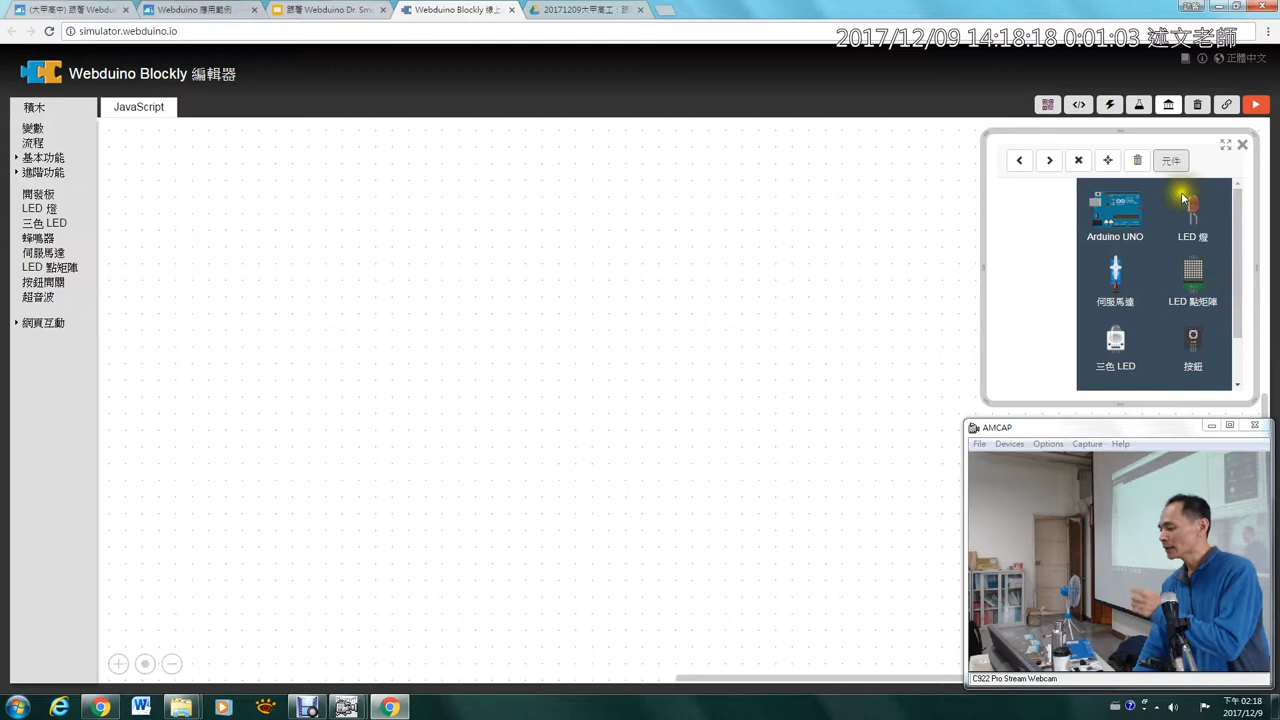 (大甲高中) 跟著 Webdu
Webduino 應用範例
跟著 Webduino Dr. Sm
Webduino Blockly 線上
20171209大甲高工：跟
simulator.webduino.io
2017/12/09 14:18:18 0:01:03 述文老師
Webduino Blockly 編輯器
正體中文
積木
JavaScript
變數
流程
基本功能
進階功能
開發板
LED 燈
三色 LED
蜂鳴器
伺服馬達
LED 點矩陣
按鈕開關
超音波
網頁互動
元件
Arduino UNO
LED 燈
伺服馬達
LED 點矩陣
三色 LED
按鈕
AMCAP
File Devices Options Capture Help
C922 Pro Stream Webcam
下午 02:18
2017/12/9